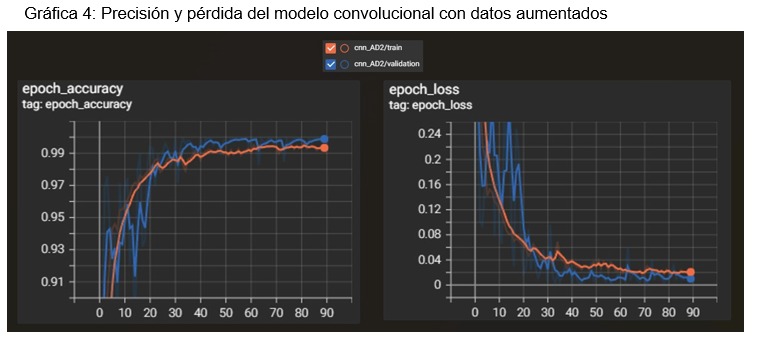 Gráfica 4: Precisión y pérdida del modelo convolucional con datos aumentados
cnn_AD2/train
cnn_AD2/validation
epoch_accuracy
tag: epoch_accuracy
0.99
0.97
0.95
0.93
0.91
0 10 20 30 40 50 60 70 80 90
epoch_loss
tag: epoch_loss
0.24
0.2
0.16
0.12
0.08
0.04
0
0 10 20 30 40 50 60 70 80 90